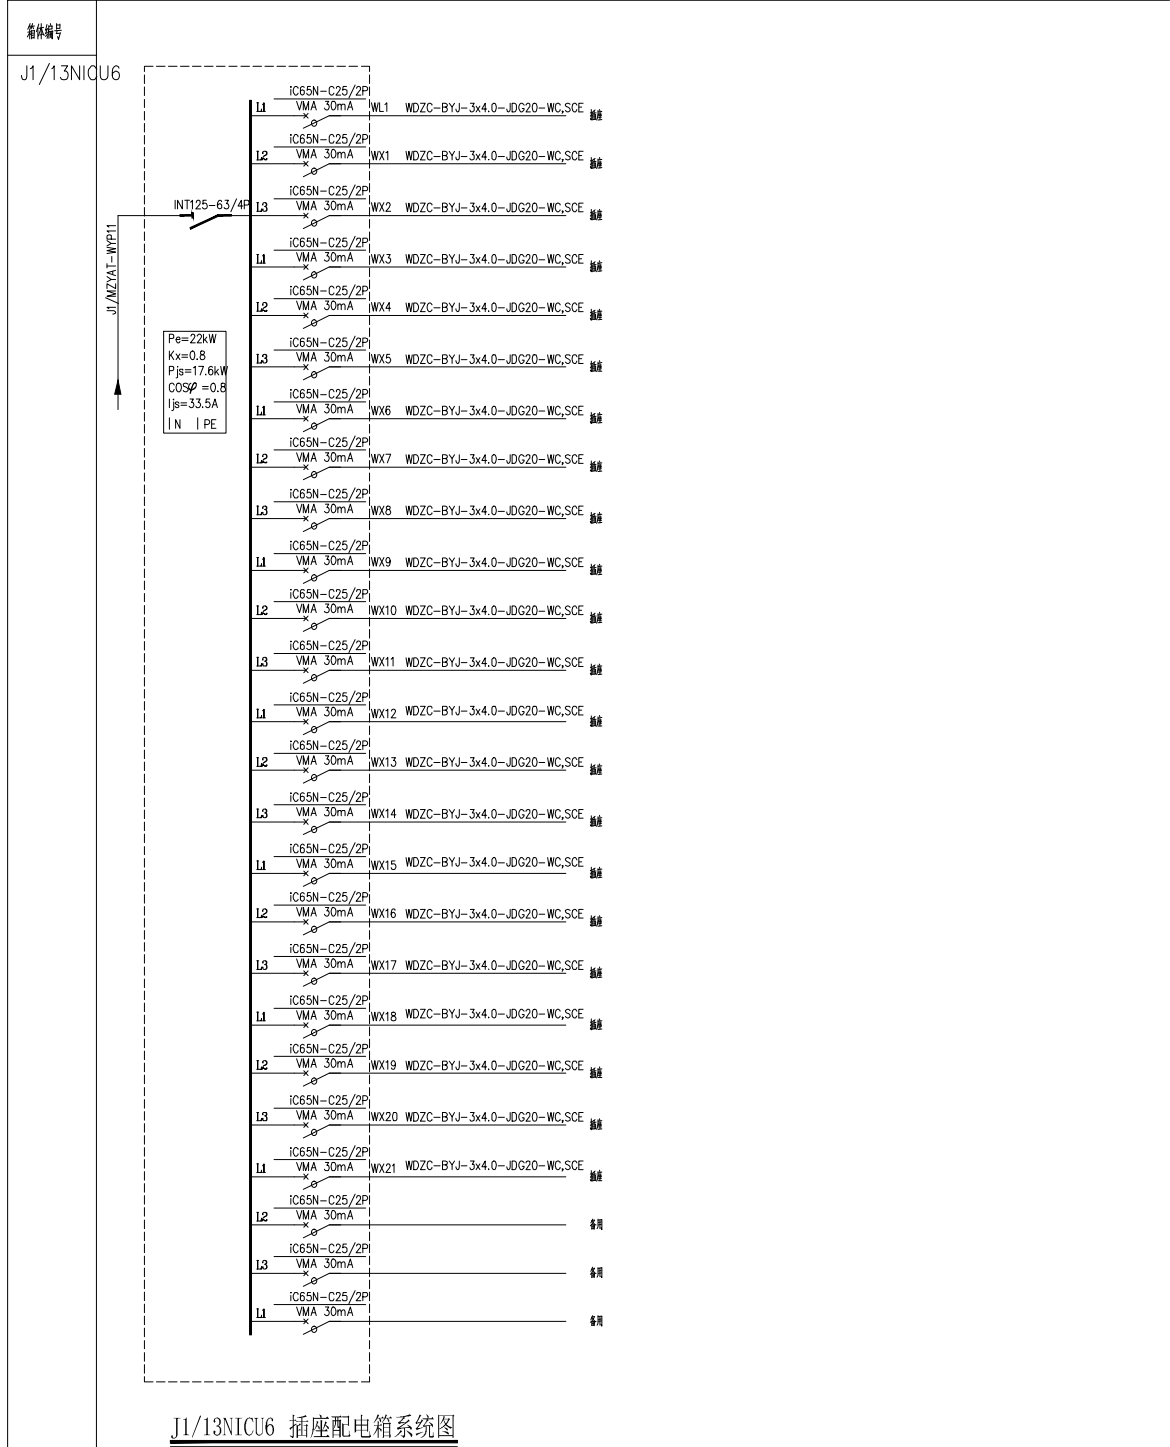 箱体编号
J1/13NICU6
iC65N-C25/2P
L1 VMA 30mA WL1 WDZC-BYJ-3x4.0-JDG20-WC,SCE 插座
iC65N-C25/2P
L2 VMA 30mA WX1 WDZC-BYJ-3x4.0-JDG20-WC,SCE 插座
iC65N-C25/2P
INT125-63/4P L3 VMA 30mA WX2 WDZC-BYJ-3x4.0-JDG20-WC,SCE 插座
J1/MZYAT-WYP11
iC65N-C25/2P
L1 VMA 30mA WX3 WDZC-BYJ-3x4.0-JDG20-WC,SCE 插座
iC65N-C25/2P
L2 VMA 30mA WX4 WDZC-BYJ-3x4.0-JDG20-WC,SCE 插座
Pe=22kW
Kx=0.8
Pjs=17.6kW
COSφ=0.8
Ijs=33.5A
N PE
iC65N-C25/2P
L3 VMA 30mA WX5 WDZC-BYJ-3x4.0-JDG20-WC,SCE 插座
iC65N-C25/2P
L1 VMA 30mA WX6 WDZC-BYJ-3x4.0-JDG20-WC,SCE 插座
iC65N-C25/2P
L2 VMA 30mA WX7 WDZC-BYJ-3x4.0-JDG20-WC,SCE 插座
iC65N-C25/2P
L3 VMA 30mA WX8 WDZC-BYJ-3x4.0-JDG20-WC,SCE 插座
iC65N-C25/2P
L1 VMA 30mA WX9 WDZC-BYJ-3x4.0-JDG20-WC,SCE 插座
iC65N-C25/2P
L2 VMA 30mA WX10 WDZC-BYJ-3x4.0-JDG20-WC,SCE 插座
iC65N-C25/2P
L3 VMA 30mA WX11 WDZC-BYJ-3x4.0-JDG20-WC,SCE 插座
iC65N-C25/2P
L1 VMA 30mA WX12 WDZC-BYJ-3x4.0-JDG20-WC,SCE 插座
iC65N-C25/2P
L2 VMA 30mA WX13 WDZC-BYJ-3x4.0-JDG20-WC,SCE 插座
iC65N-C25/2P
L3 VMA 30mA WX14 WDZC-BYJ-3x4.0-JDG20-WC,SCE 插座
iC65N-C25/2P
L1 VMA 30mA WX15 WDZC-BYJ-3x4.0-JDG20-WC,SCE 插座
iC65N-C25/2P
L2 VMA 30mA WX16 WDZC-BYJ-3x4.0-JDG20-WC,SCE 插座
iC65N-C25/2P
L3 VMA 30mA WX17 WDZC-BYJ-3x4.0-JDG20-WC,SCE 插座
iC65N-C25/2P
L1 VMA 30mA WX18 WDZC-BYJ-3x4.0-JDG20-WC,SCE 插座
iC65N-C25/2P
L2 VMA 30mA WX19 WDZC-BYJ-3x4.0-JDG20-WC,SCE 插座
iC65N-C25/2P
L3 VMA 30mA WX20 WDZC-BYJ-3x4.0-JDG20-WC,SCE 插座
iC65N-C25/2P
L1 VMA 30mA WX21 WDZC-BYJ-3x4.0-JDG20-WC,SCE 插座
iC65N-C25/2P
L2 VMA 30mA 备用
iC65N-C25/2P
L3 VMA 30mA 备用
iC65N-C25/2P
L1 VMA 30mA 备用
J1/13NICU6 插座配电箱系统图